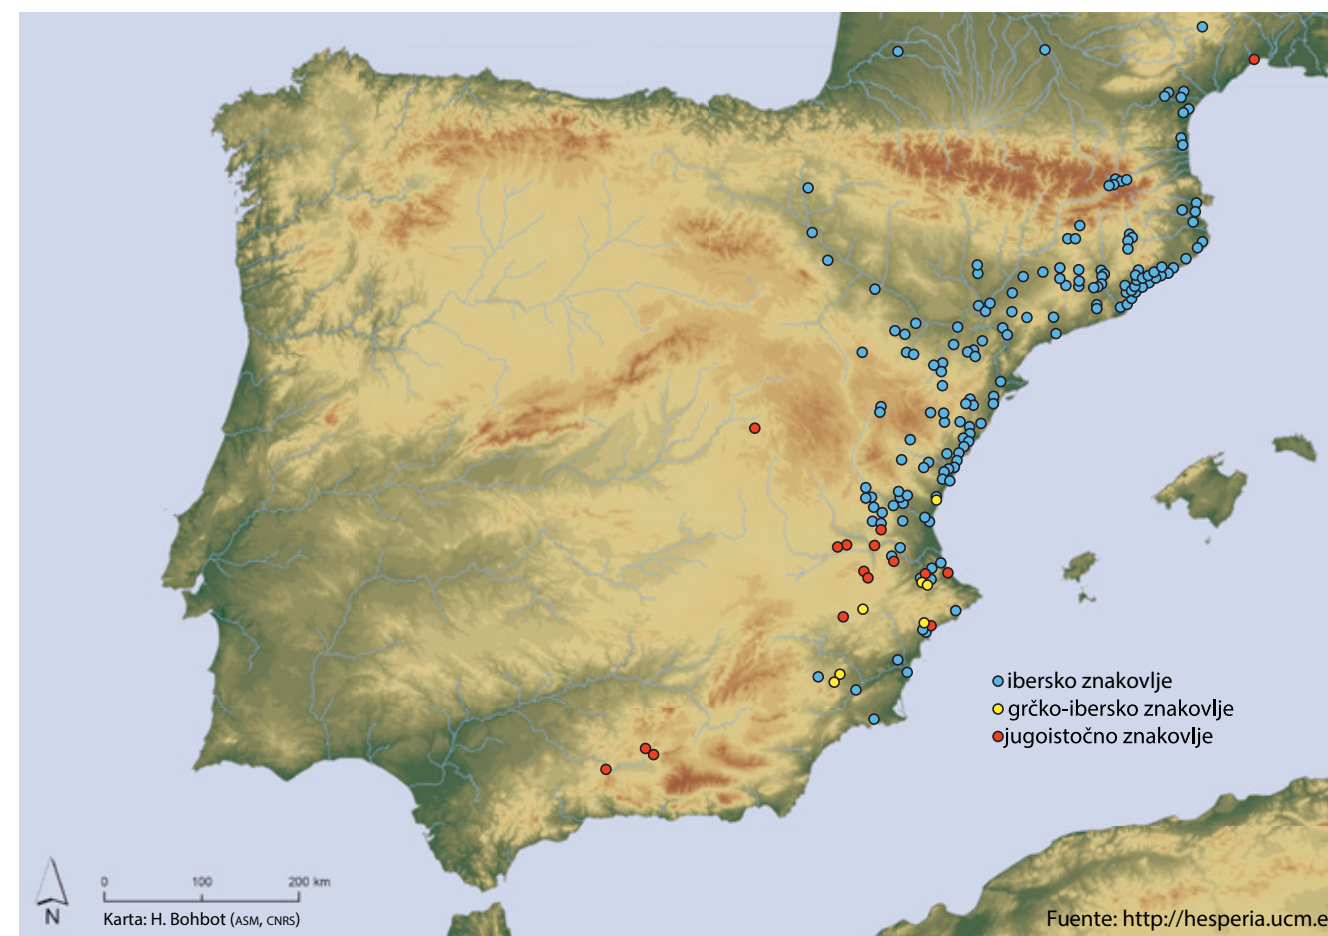 ibersko znakovlje
grčko-ibersko znakovlje
jugoistočno znakovlje
0 100 200 km
N
Karta: H. Bohbot (ASM, CNRS)
Fuente: http://hesperia.ucm.e